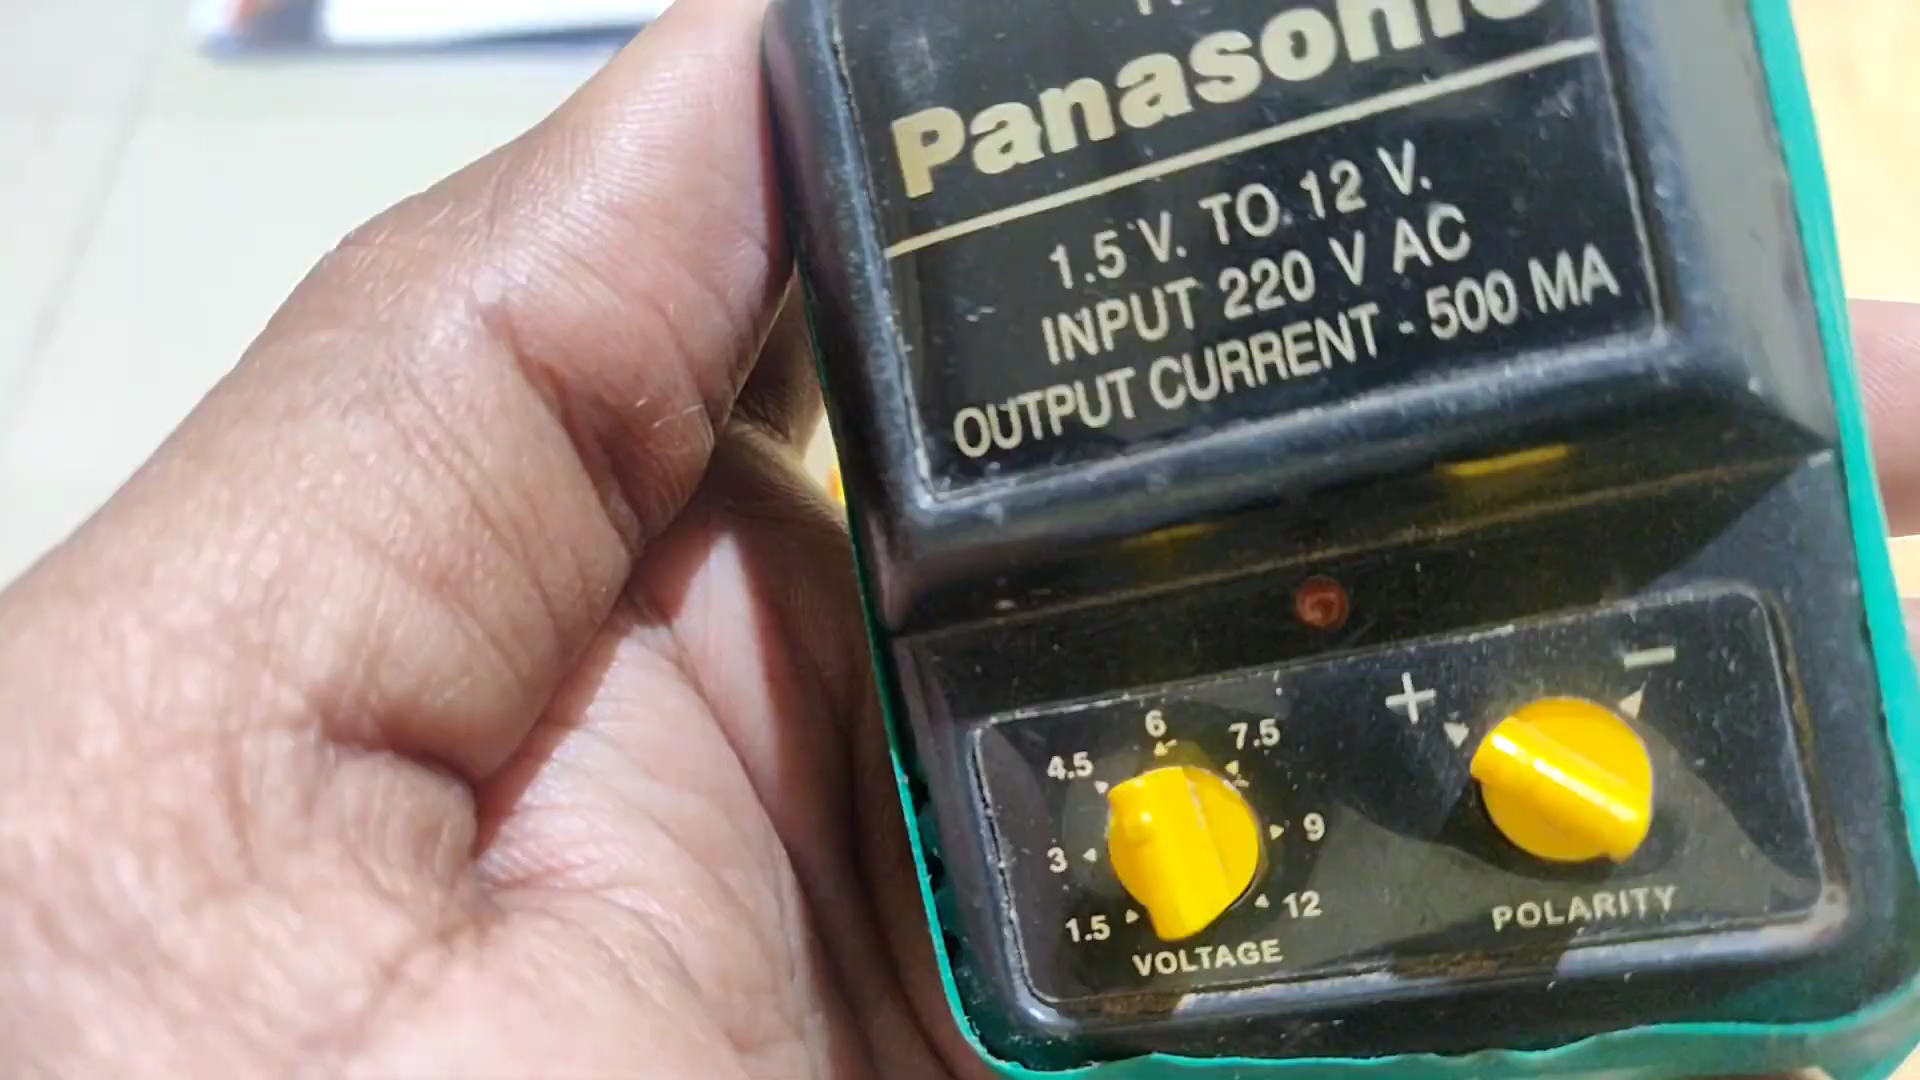 Panasonic
1.5 V. TO 12 V.
INPUT 220 V AC
OUTPUT CURRENT - 500 MA
+ −
6 7.5
4.5
3 9
1.5 12
VOLTAGE POLARITY